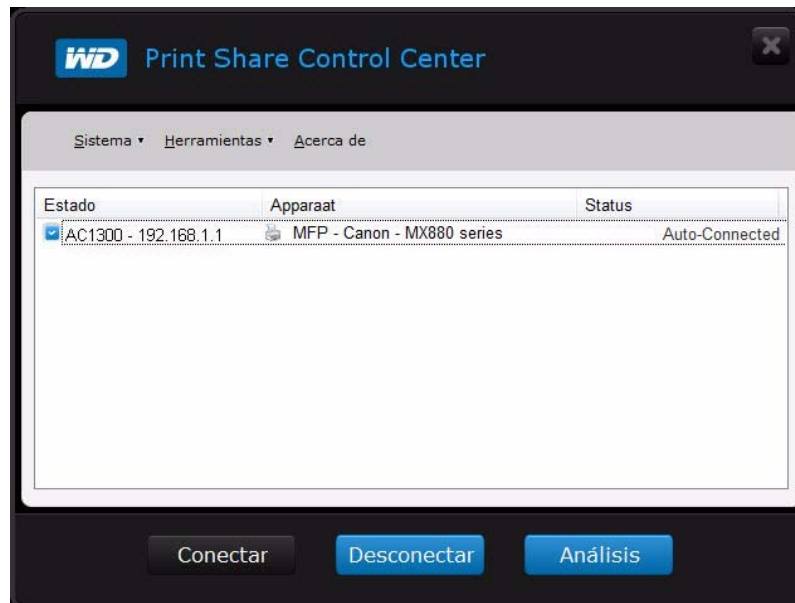 WD Print Share Control Center
Sistema Herramientas Acerca de
Estado Apparaat Status
AC1300 - 192.168.1.1 MFP - Canon - MX880 series Auto-Connected
Conectar Desconectar Análisis